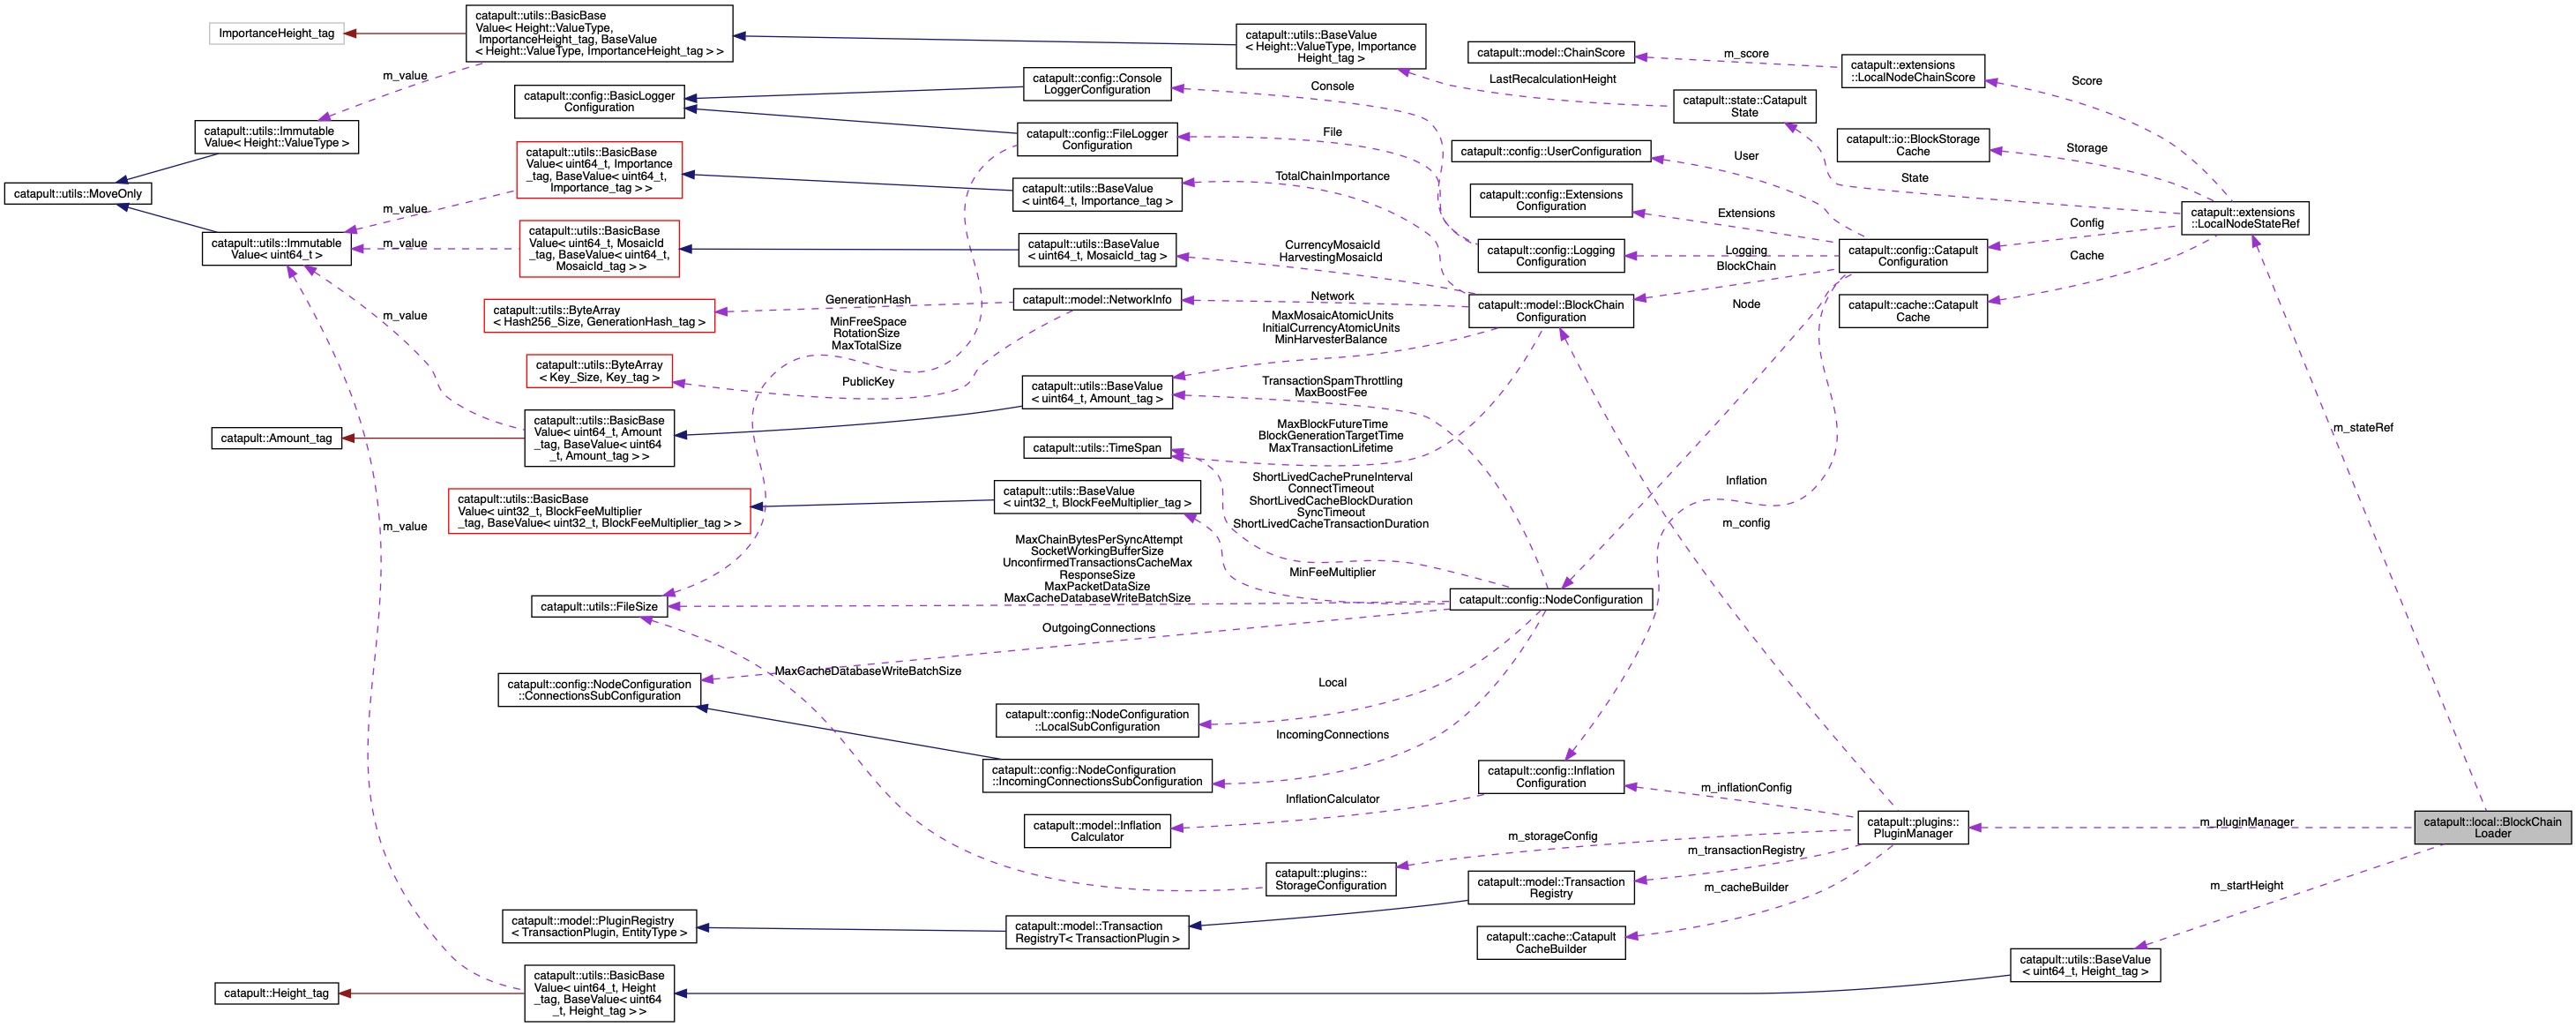 ImportanceHeight_tag
catapult::utils::BasicBase
Value< Height::ValueType,
ImportanceHeight_tag, BaseValue
< Height::ValueType, ImportanceHeight_tag > >
catapult::utils::BaseValue
< Height::ValueType, Importance
Height_tag >
catapult::model::ChainScore
m_score
catapult::extensions
::LocalNodeChainScore
Score
m_value
catapult::config::BasicLogger
Configuration
catapult::config::Console
LoggerConfiguration
Console
LastRecalculationHeight
catapult::state::Catapult
State
catapult::utils::Immutable
Value< Height::ValueType >
catapult::config::FileLogger
Configuration
File
catapult::io::BlockStorage
Cache
Storage
catapult::utils::MoveOnly
catapult::utils::BasicBase
Value< uint64_t, Importance
_tag, BaseValue< uint64_t,
Importance_tag > >
catapult::utils::BaseValue
< uint64_t, Importance_tag >
TotalChainImportance
catapult::config::UserConfiguration
User
State
m_value
catapult::config::Extensions
Configuration
Extensions
catapult::extensions
::LocalNodeStateRef
Config
catapult::utils::Immutable
Value< uint64_t >
m_value
catapult::utils::BasicBase
Value< uint64_t, MosaicId
_tag, BaseValue< uint64_t,
MosaicId_tag > >
catapult::utils::BaseValue
< uint64_t, MosaicId_tag >
CurrencyMosaicId
HarvestingMosaicId
catapult::config::Logging
Configuration
Logging
BlockChain
catapult::config::Catapult
Configuration
Cache
catapult::utils::ByteArray
< Hash256_Size, GenerationHash_tag >
GenerationHash
catapult::model::NetworkInfo
Network
catapult::model::BlockChain
Configuration
Node
catapult::cache::Catapult
Cache
m_value
MinFreeSpace
RotationSize
MaxTotalSize
MaxMosaicAtomicUnits
InitialCurrencyAtomicUnits
MinHarvesterBalance
catapult::utils::ByteArray
< Key_Size, Key_tag >
PublicKey
catapult::utils::BaseValue
< uint64_t, Amount_tag >
TransactionSpamThrottling
MaxBoostFee
catapult::Amount_tag
catapult::utils::BasicBase
Value< uint64_t, Amount
_tag, BaseValue< uint64
_t, Amount_tag > >
catapult::utils::TimeSpan
MaxBlockFutureTime
BlockGenerationTargetTime
MaxTransactionLifetime
m_stateRef
catapult::utils::BasicBase
Value< uint32_t, BlockFeeMultiplier
_tag, BaseValue< uint32_t, BlockFeeMultiplier_tag > >
catapult::utils::BaseValue
< uint32_t, BlockFeeMultiplier_tag >
ShortLivedCachePruneInterval
ConnectTimeout
ShortLivedCacheBlockDuration
SyncTimeout
ShortLivedCacheTransactionDuration
Inflation
m_config
m_value
MaxChainBytesPerSyncAttempt
SocketWorkingBufferSize
UnconfirmedTransactionsCacheMax
ResponseSize
MaxPacketDataSize
MaxCacheDatabaseWriteBatchSize
MinFeeMultiplier
catapult::utils::FileSize
catapult::config::NodeConfiguration
OutgoingConnections
MaxCacheDatabaseWriteBatchSize
catapult::config::NodeConfiguration
::ConnectionsSubConfiguration
Local
catapult::config::NodeConfiguration
::LocalSubConfiguration
IncomingConnections
catapult::config::NodeConfiguration
::IncomingConnectionsSubConfiguration
catapult::config::Inflation
Configuration
m_inflationConfig
InflationCalculator
catapult::model::Inflation
Calculator
m_storageConfig
catapult::plugins::
PluginManager
m_pluginManager
catapult::local::BlockChain
Loader
m_transactionRegistry
catapult::plugins::
StorageConfiguration
catapult::model::Transaction
Registry
m_cacheBuilder
m_startHeight
catapult::model::PluginRegistry
< TransactionPlugin, EntityType >
catapult::model::Transaction
RegistryT< TransactionPlugin >
catapult::cache::Catapult
CacheBuilder
catapult::utils::BaseValue
< uint64_t, Height_tag >
catapult::Height_tag
catapult::utils::BasicBase
Value< uint64_t, Height
_tag, BaseValue< uint64
_t, Height_tag > >